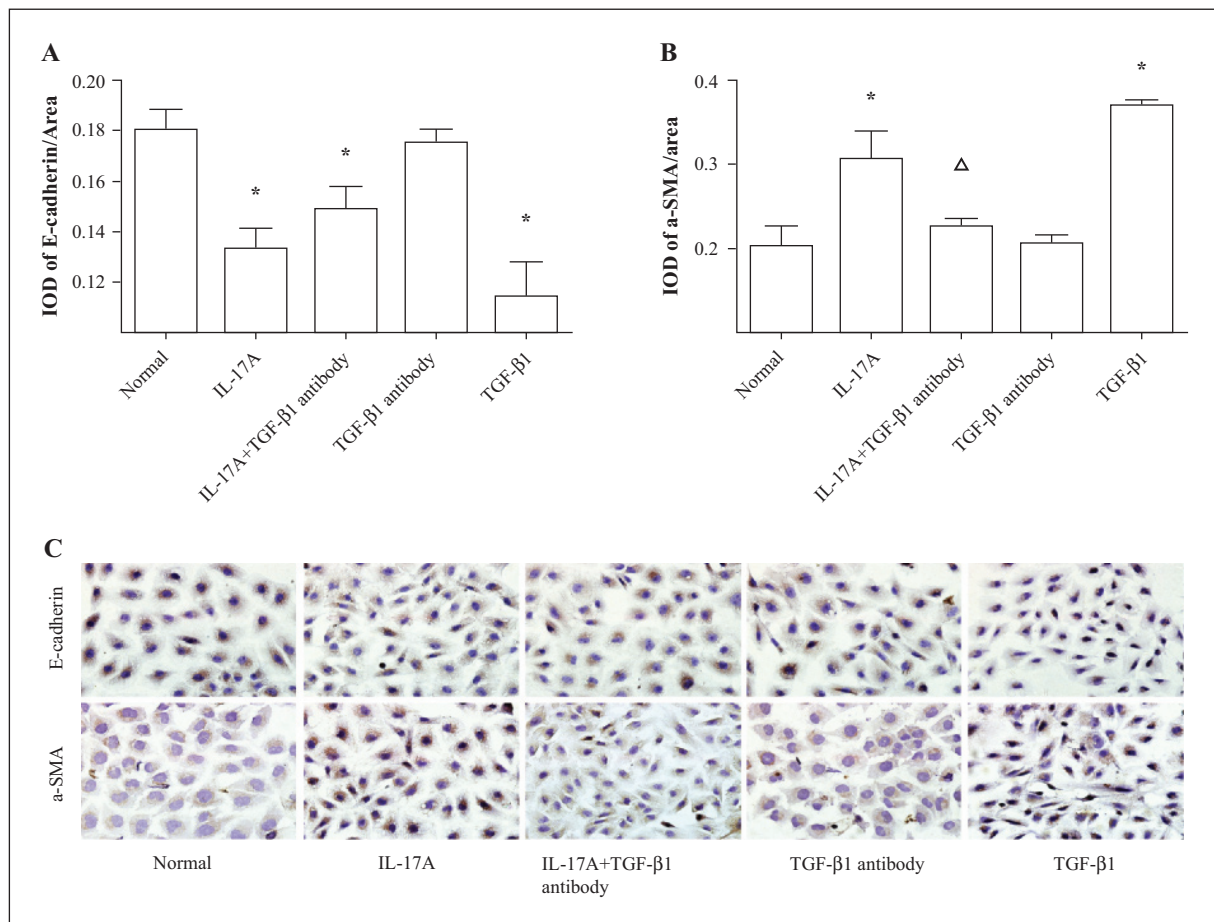 A
IOD of E-cadherin/Area
0.20
0.18
0.16
0.14
0.12
*
*
*
Normal
IL-17A
IL-17A+TGF-β1 antibody
TGF-β1 antibody
TGF-β1
B
IOD of a-SMA/area
0.4
0.3
0.2
*
Δ
*
Normal
IL-17A
IL-17A+TGF-β1 antibody
TGF-β1 antibody
TGF-β1
C
E-cadherin
a-SMA
Normal
IL-17A
IL-17A+TGF-β1
antibody
TGF-β1 antibody
TGF-β1